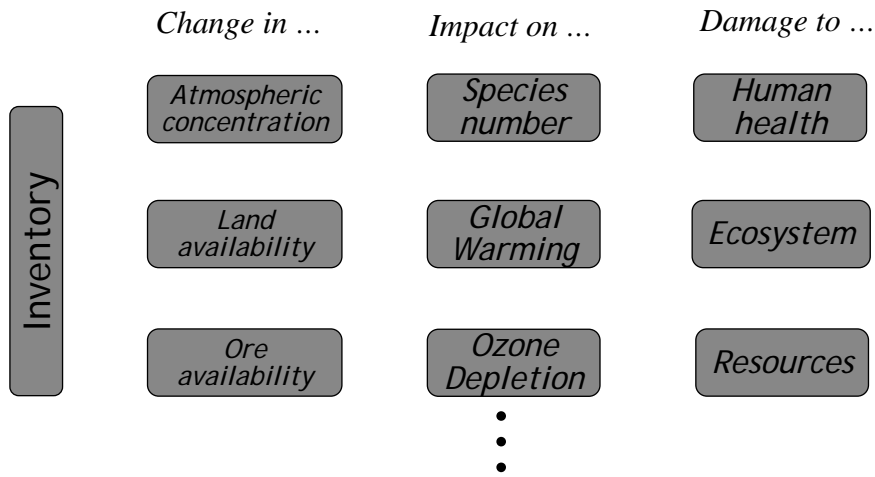 Change in …
Impact on …
Damage to …
Inventory
Atmospheric
concentration
Species
number
Human
health
Land
availability
Global
Warming
Ecosystem
Ore
availability
Ozone
Depletion
Resources